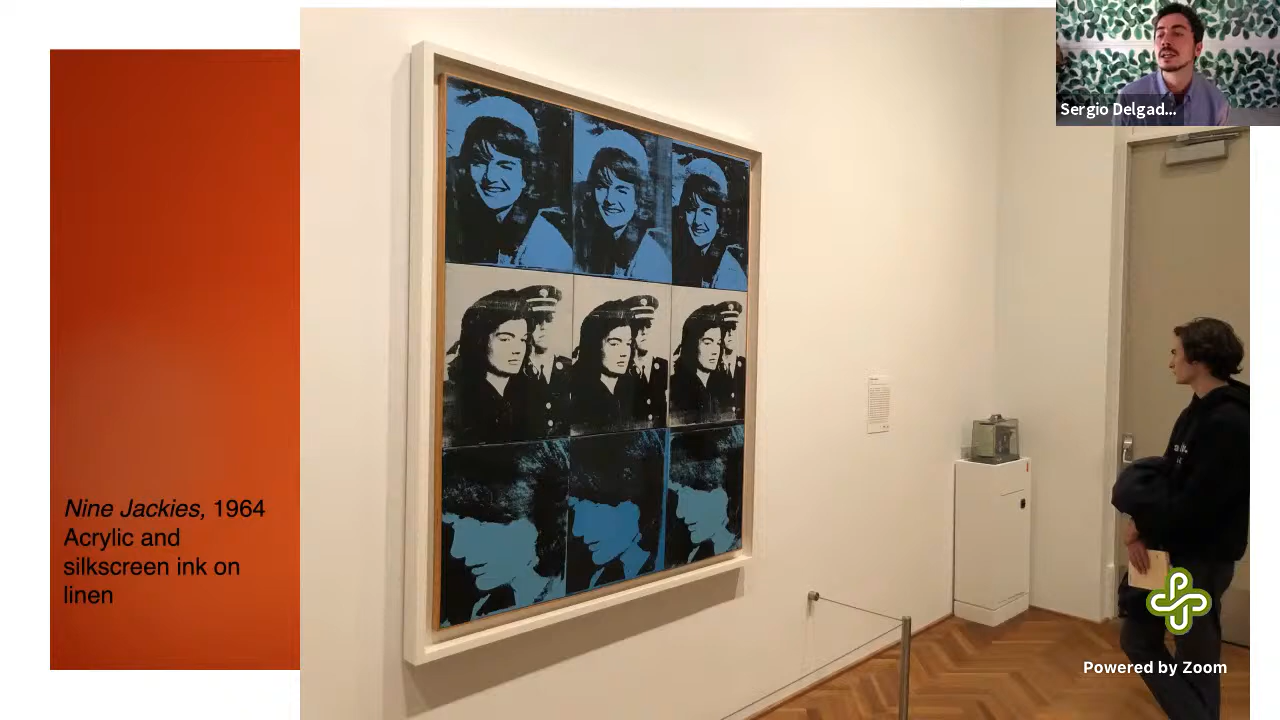 Sergio Delgad...
Nine Jackies, 1964
Acrylic and
silkscreen ink on
linen
Powered by Zoom